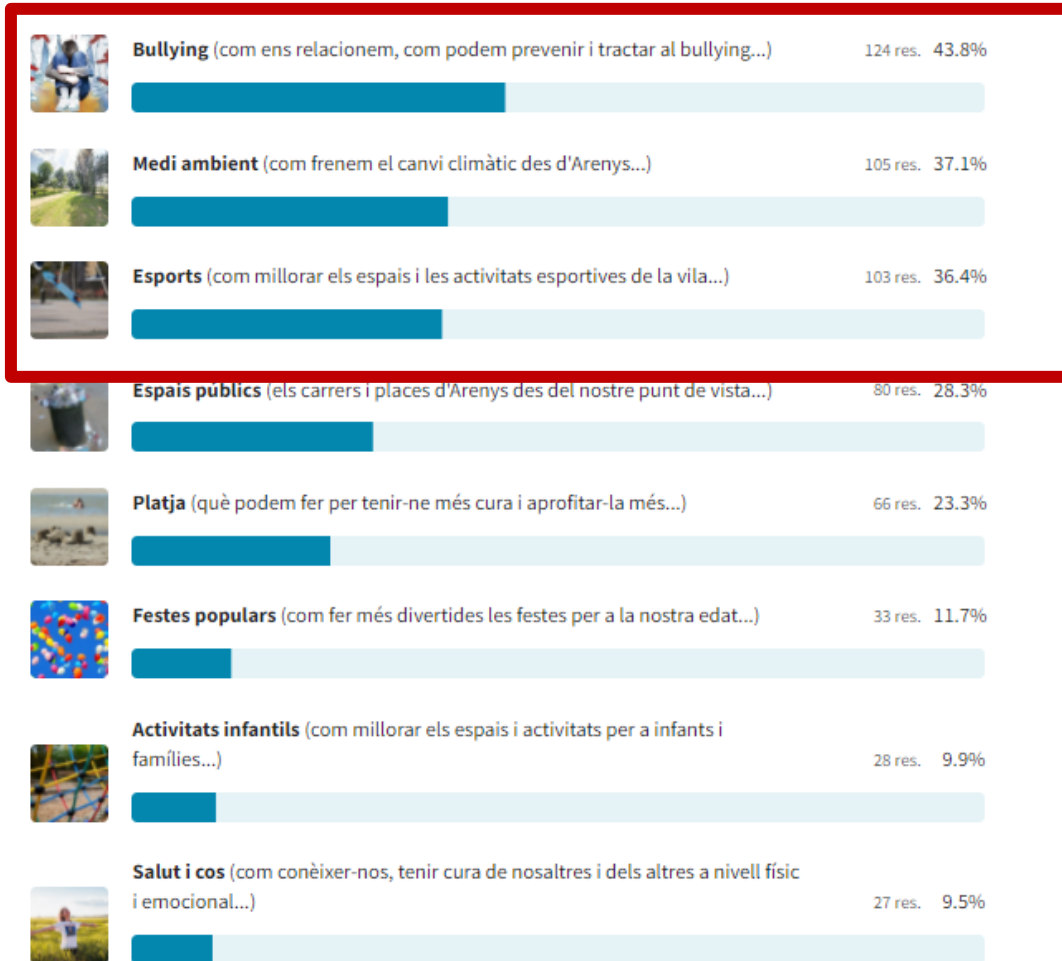 Bullying (com ens relacionem, com podem prevenir i tractar al bullying...) 124 res. 43.8%
Medi ambient (com frenem el canvi climàtic des d'Arenys...) 105 res. 37.1%
Esports (com millorar els espais i les activitats esportives de la vila...) 103 res. 36.4%
Espais públics (els carrers i places d'Arenys des del nostre punt de vista...) 80 res. 28.3%
Platja (què podem fer per tenir-ne més cura i aprofitar-la més...) 66 res. 23.3%
Festes populars (com fer més divertides les festes per a la nostra edat...) 33 res. 11.7%
Activitats infantils (com millorar els espais i activitats per a infants i
famílies...) 28 res. 9.9%
Salut i cos (com conèixer-nos, tenir cura de nosaltres i dels altres a nivell físic
i emocional...) 27 res. 9.5%